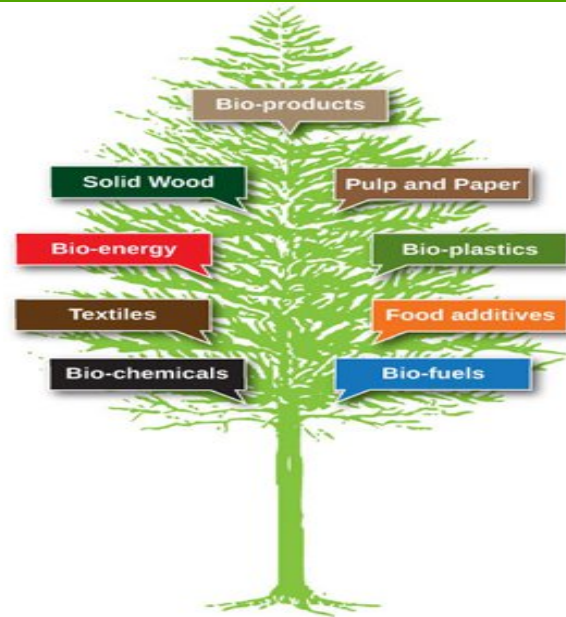 Bio-products
Solid Wood
Pulp and Paper
Bio-energy
Bio-plastics
Textiles
Food additives
Bio-chemicals
Bio-fuels